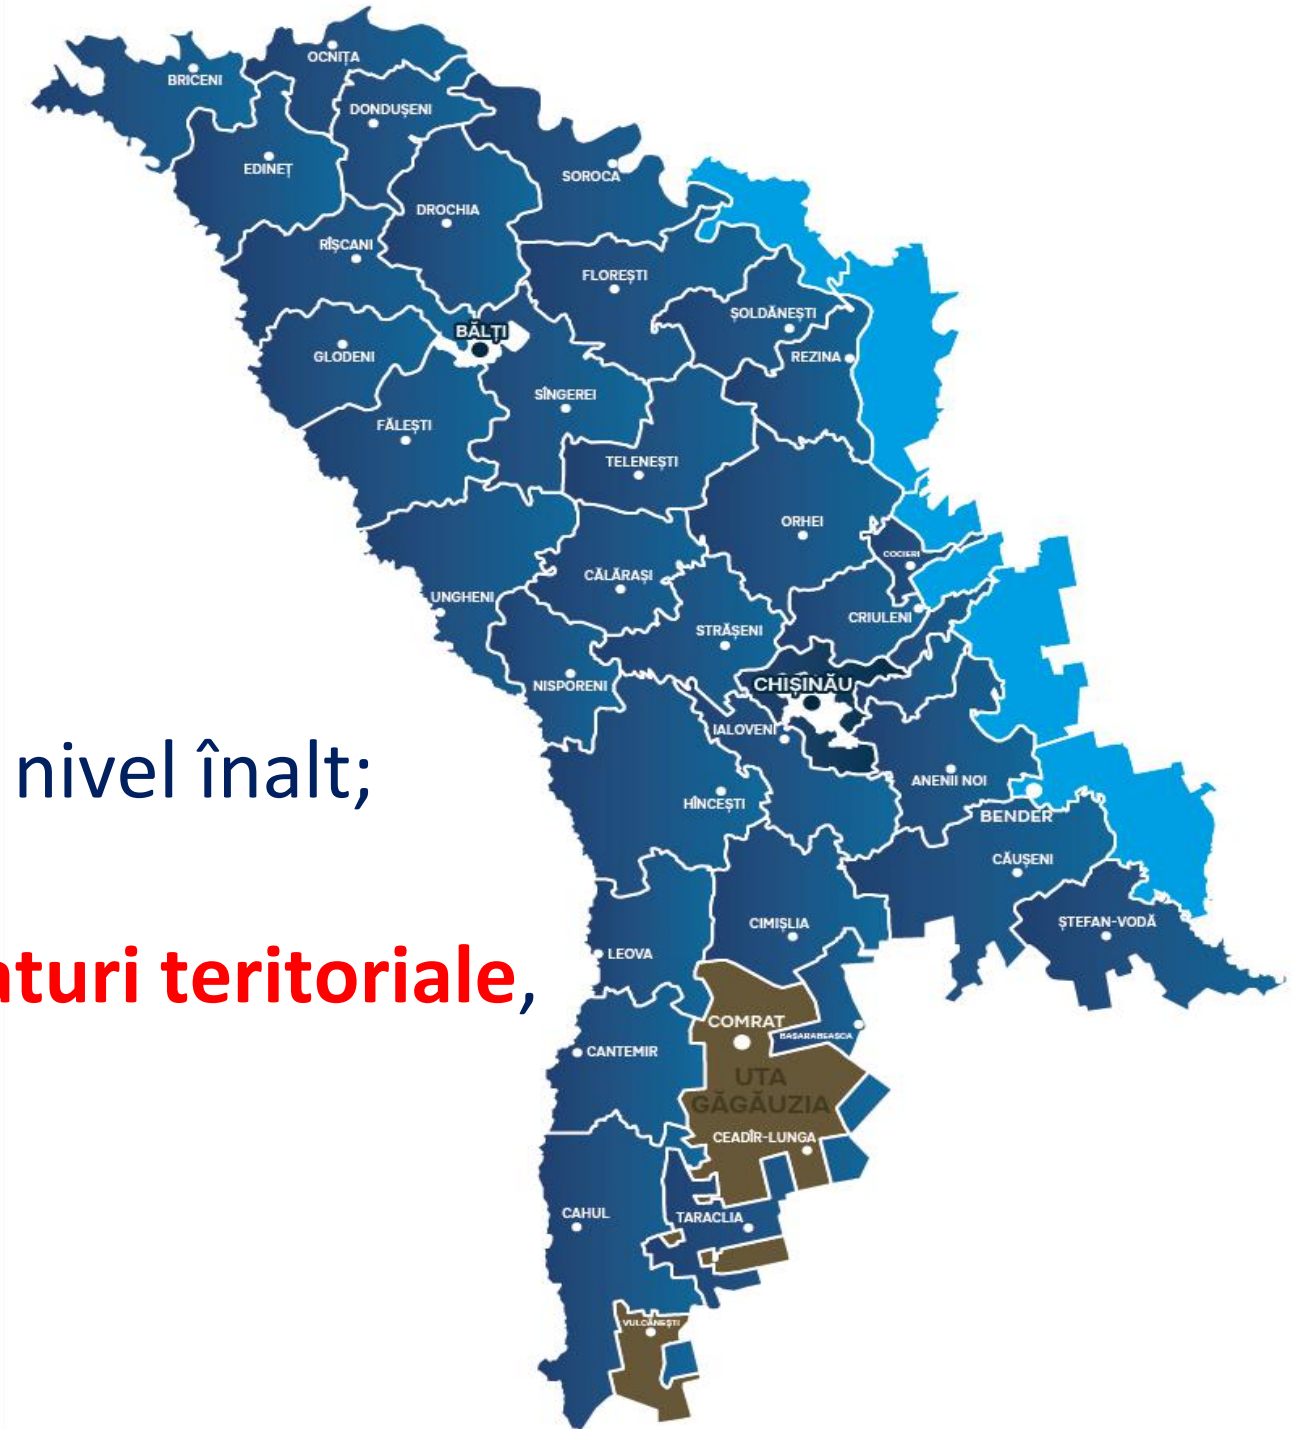 OCNIȚA
BRICENI
DONDUȘENI
EDINEȚ
SOROCA
DROCHIA
RÎȘCANI
FLOREȘTI
ȘOLDĂNEȘTI
BĂLȚI
GLODENI
REZINA
SÎNGEREI
FĂLEȘTI
TELENEȘTI
ORHEI
COCIERI
CĂLĂRAȘI
UNGHENI
CRIULENI
STRĂȘENI
CHIȘINĂU
NISPORENI
IALOVENI
nivel înalt;
ANENII NOI
HÎNCEȘTI
BENDER
CĂUȘENI
CIMIȘLIA
ȘTEFAN-VODĂ
LEOVA
aturi teritoriale,
COMRAT
BASARABEASCA
CANTEMIR
UTA
GĂGĂUZIA
CEADÎR-LUNGA
CAHUL
TARACLIA
VULCĂNEȘTI